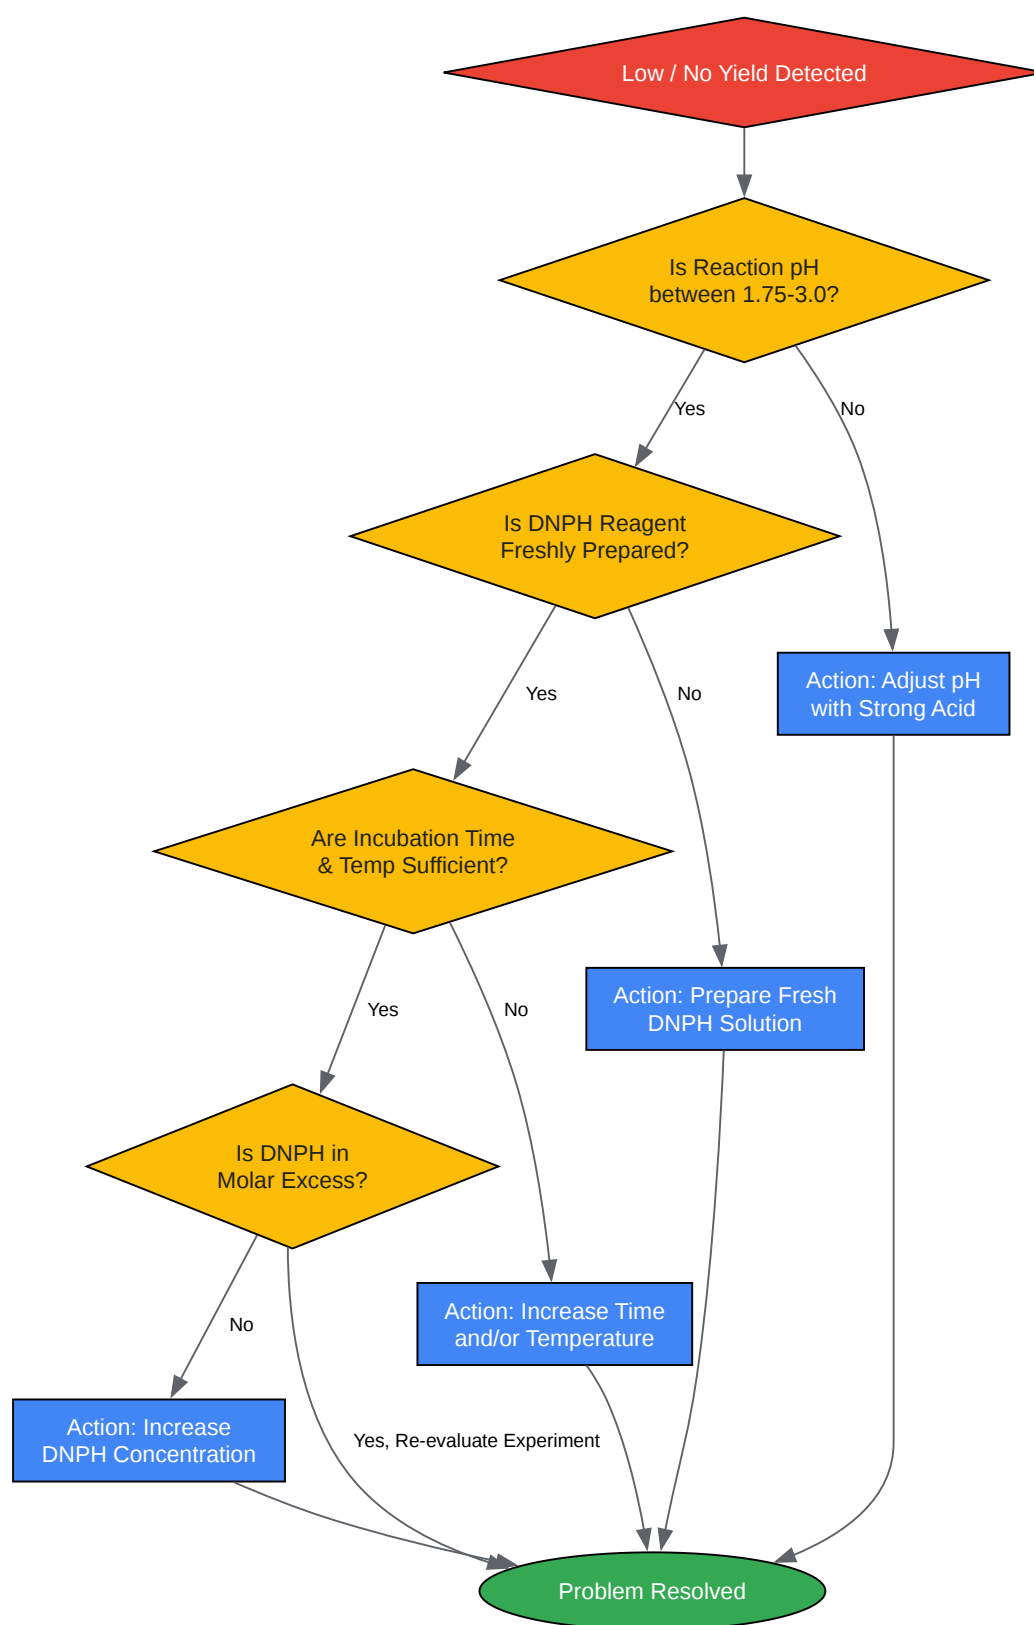 Low / No Yield Detected
Is Reaction pH
between 1.75-3.0?
Yes
No
Is DNPH Reagent
Freshly Prepared?
Yes
No
Action: Adjust pH
with Strong Acid
Are Incubation Time
& Temp Sufficient?
Yes
No
Action: Prepare Fresh
DNPH Solution
Is DNPH in
Molar Excess?
No
Action: Increase Time
and/or Temperature
Action: Increase
DNPH Concentration
Yes, Re-evaluate Experiment
Problem Resolved